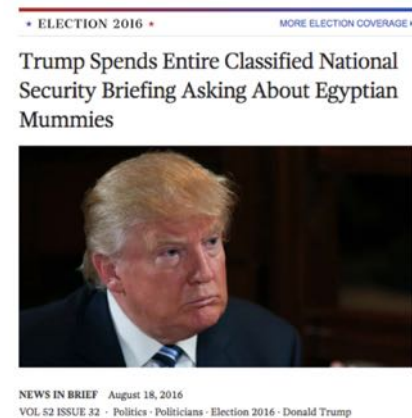 ★ ELECTION 2016 ★
MORE ELECTION COVERAGE
Trump Spends Entire Classified National
Security Briefing Asking About Egyptian
Mummies
NEWS IN BRIEF August 18, 2016
VOL 52 ISSUE 32 · Politics · Politicians · Election 2016 · Donald Trump